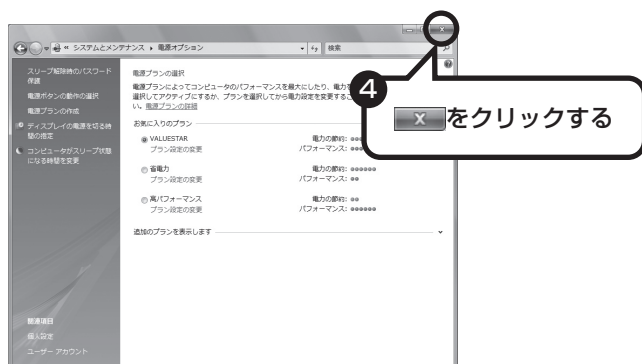 « システムとメンテナンス ▸ 電源オプション
検索
スリープ解除時のパスワード
保護
電源ボタンの動作の選択
電源プランの作成
ディスプレイの電源を切る時
間の指定
コンピュータがスリープ状態
になる時間を変更
関連項目
個人設定
ユーザー アカウント
電源プランの選択
電源プランによってコンピュータのパフォーマンスを最大にしたり、電力を
選択してアクティブにするか、プランを選択してから電力設定を変更するこ
い。電源プランの詳細
お気に入りのプラン
VALUESTAR 電力の節約:
プラン設定の変更 パフォーマンス:
省電力 電力の節約:
プラン設定の変更 パフォーマンス:
高パフォーマンス 電力の節約:
プラン設定の変更 パフォーマンス:
追加のプランを表示します
4
X をクリックする